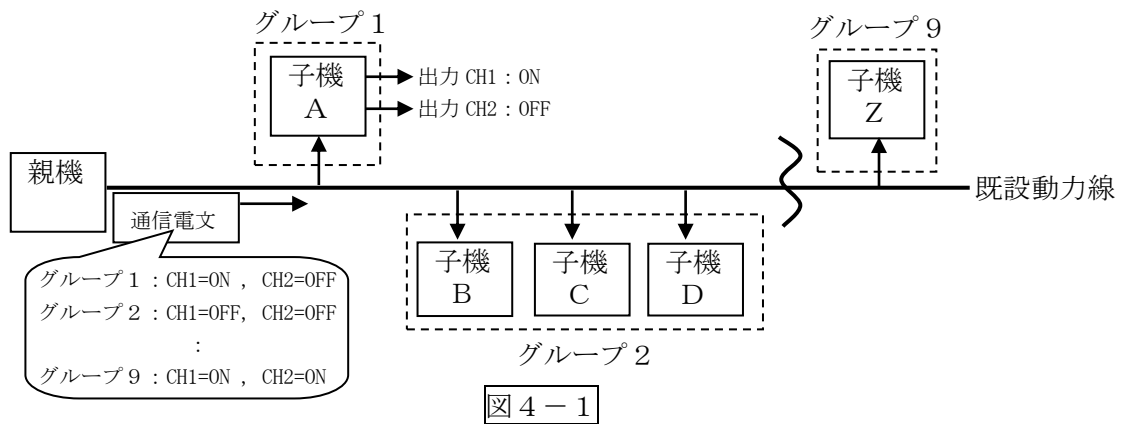 グループ1
子機
A
出力 CH1：ON
出力 CH2：OFF
グループ9
子機
Z
親機
既設動力線
通信電文
グループ1：CH1=ON , CH2=OFF
グループ2：CH1=OFF, CH2=OFF
:
グループ9：CH1=ON , CH2=ON
子機
B
子機
C
子機
D
グループ2
図4－1